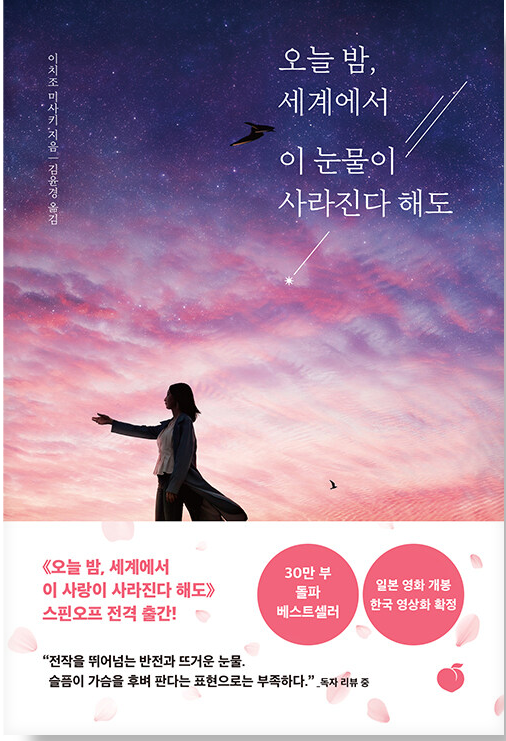 오늘 밤,
세계에서
이 눈물이
사라진다 해도
이치조 미사키 지음 | 김윤경 옮김
《오늘 밤, 세계에서
이 사랑이 사라진다 해도》
스핀오프 전격 출간!
30만 부
돌파
베스트셀러
일본 영화 개봉
한국 영상화 확정
“전작을 뛰어넘는 반전과 뜨거운 눈물.
슬픔이 가슴을 후벼 판다는 표현으로는 부족하다.” _독자 리뷰 중